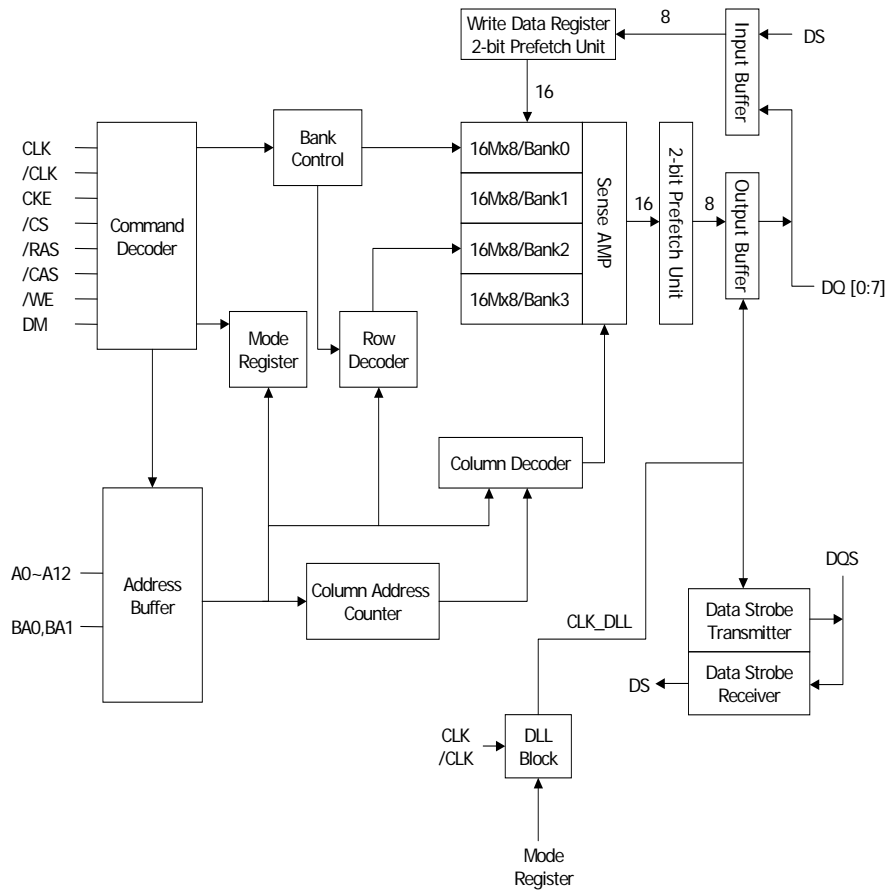 Write Data Register
2-bit Prefetch Unit
8
Input Buffer
DS
16
Bank
Control
16Mx8/Bank0
16Mx8/Bank1
16Mx8/Bank2
16Mx8/Bank3
Sense AMP
16
2-bit Prefetch Unit
8
Output Buffer
DQ [0:7]
CLK
/CLK
CKE
/CS
/RAS
/CAS
/WE
DM
Command
Decoder
Mode
Register
Row
Decoder
Column Decoder
A0~A12
BA0,BA1
Address
Buffer
Column Address
Counter
CLK_DLL
DQS
Data Strobe
Transmitter
Data Strobe
Receiver
DS
CLK
/CLK
DLL
Block
Mode
Register